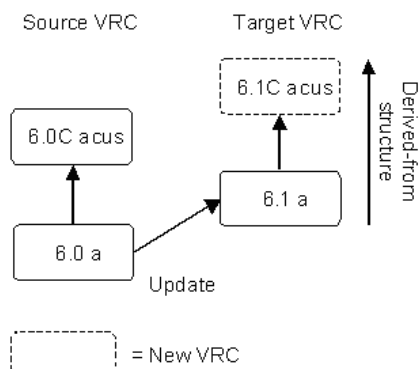 Source VRC
Target VRC
6.1C acus
6.0C acus
Derived-from
structure
6.1 a
6.0 a
Update
= New VRC